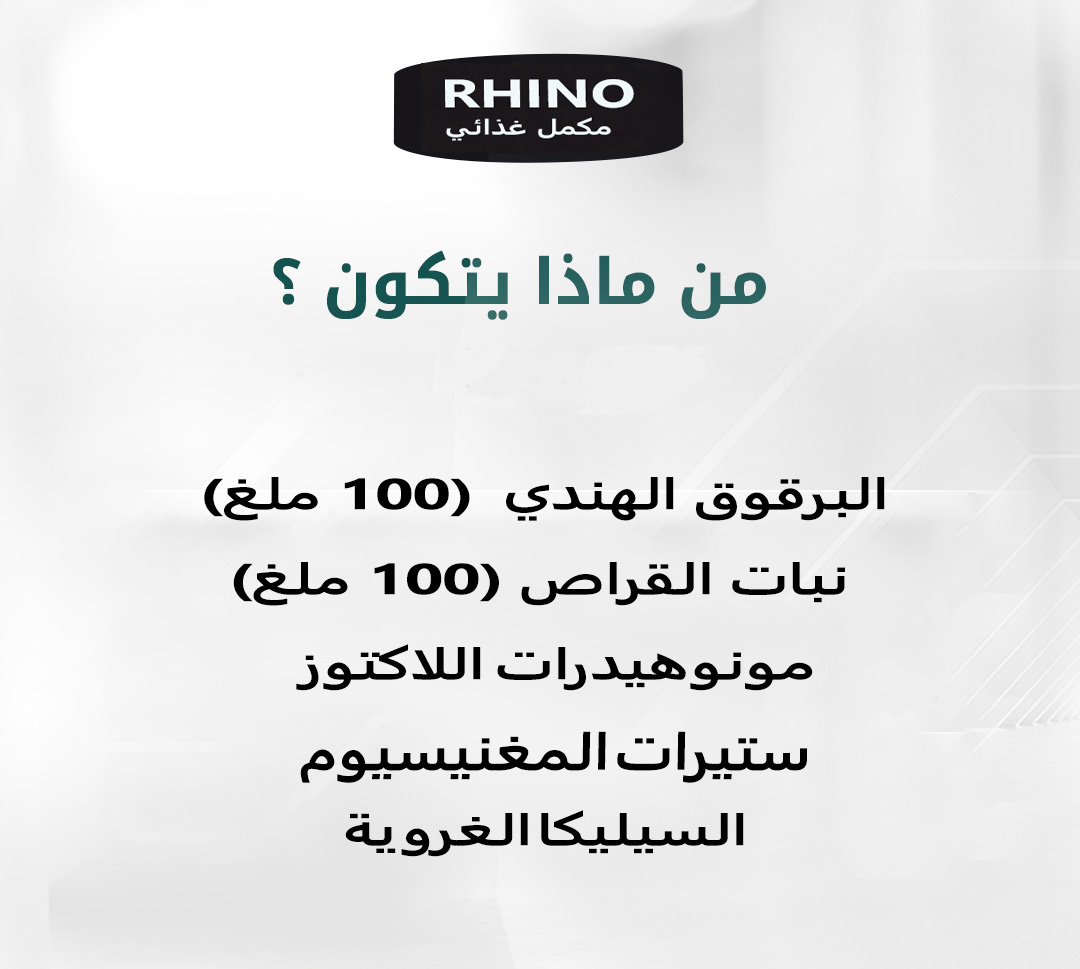 RHINO
مكمل غذائي
من ماذا يتكون ؟
البرقوق الهندي (100 ملغ)
نبات القراص (100 ملغ)
مونوهيدرات اللاكتوز
ستيرات المغنيسيوم
السيليكا الغروية